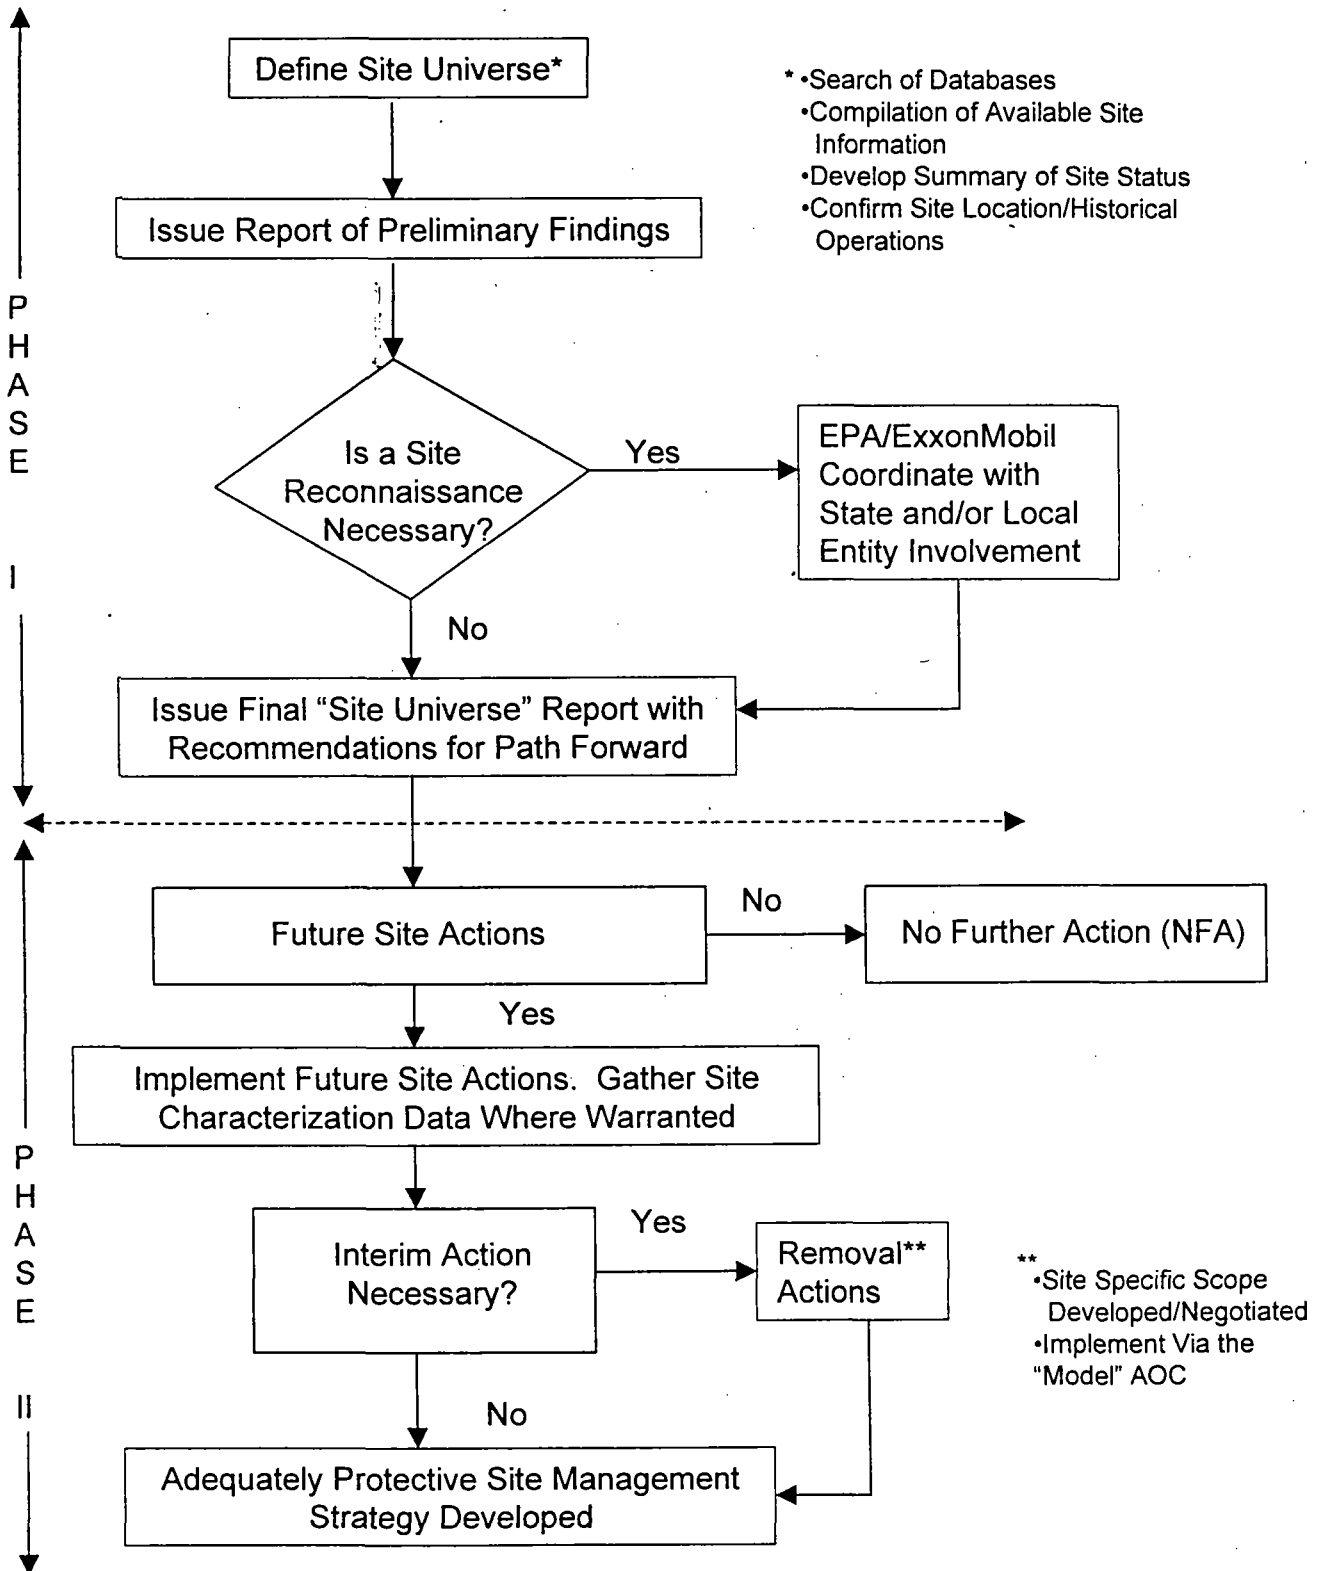 Define Site Universe*
* •Search of Databases
•Compilation of Available Site
Information
•Develop Summary of Site Status
•Confirm Site Location/Historical
Operations
Issue Report of Preliminary Findings
PHASE I
Is a Site
Reconnaissance
Necessary?
Yes
EPA/ExxonMobil
Coordinate with
State and/or Local
Entity Involvement
No
Issue Final “Site Universe” Report with
Recommendations for Path Forward
Future Site Actions
No
No Further Action (NFA)
Yes
Implement Future Site Actions. Gather Site
Characterization Data Where Warranted
PHASE II
Interim Action
Necessary?
Yes
Removal**
Actions
**
•Site Specific Scope
Developed/Negotiated
•Implement Via the
“Model” AOC
No
Adequately Protective Site Management
Strategy Developed